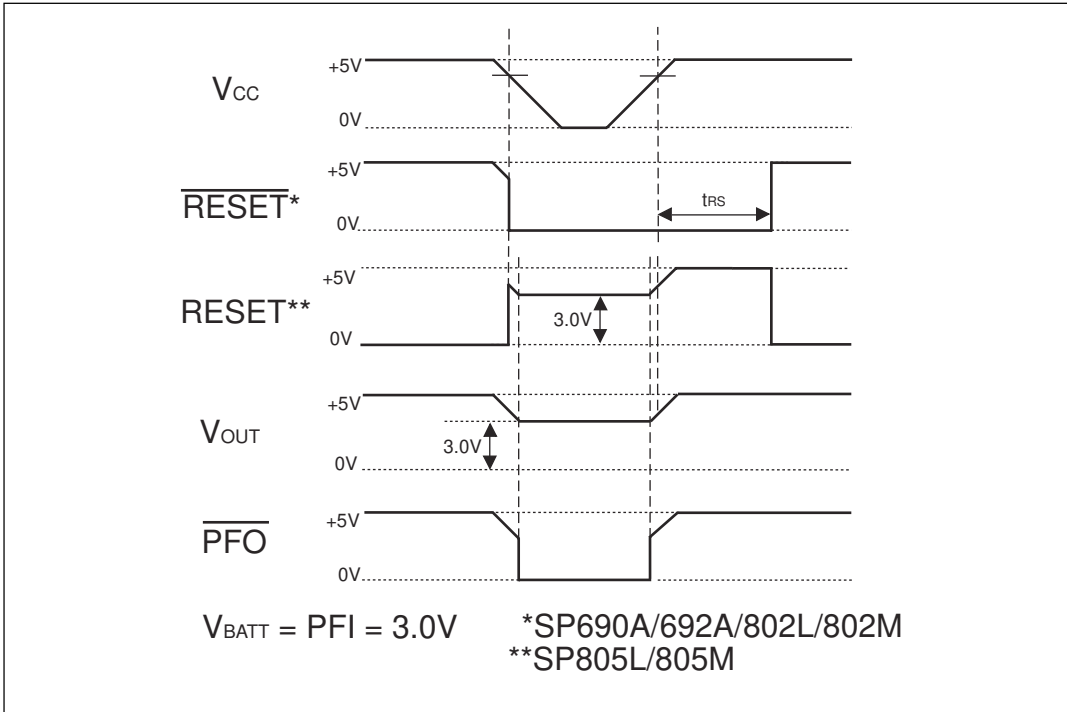 +5V
VCC
0V
+5V
RESET*
tRS
0V
+5V
RESET**
3.0V
0V
+5V
VOUT
3.0V
0V
+5V
PFO
0V
VBATT = PFI = 3.0V *SP690A/692A/802L/802M
**SP805L/805M